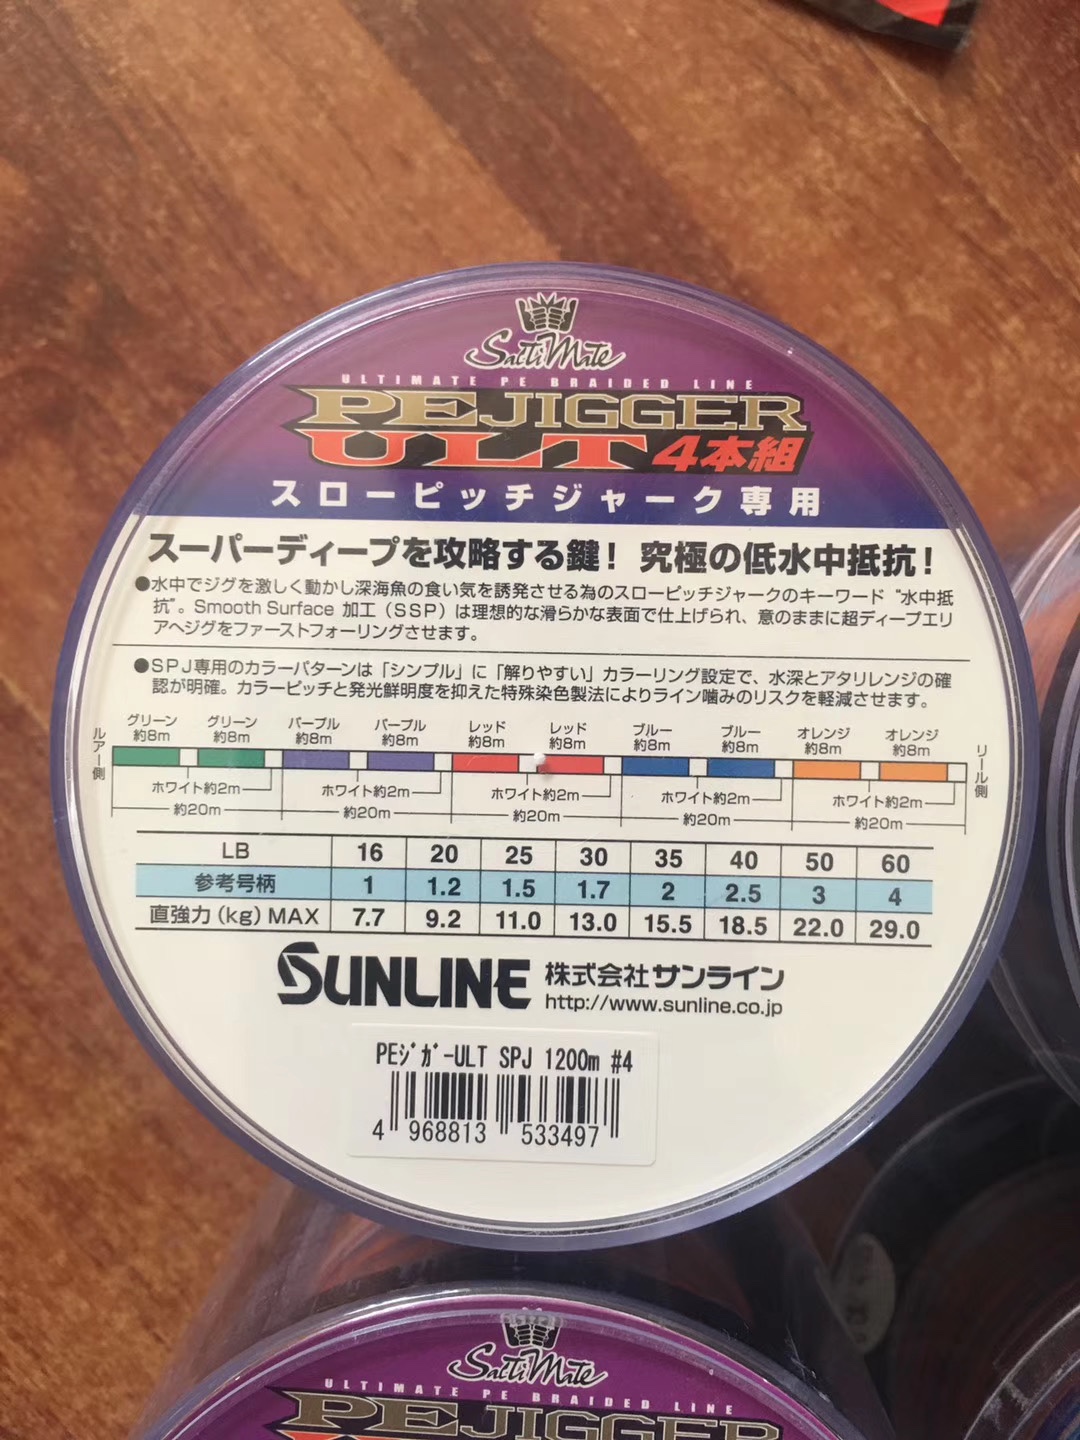 Salti Mate
ULTIMATE PE BRAIDED LINE
PEJIGGER
ULT 4本組
スローピッチジャーク専用
スーパーディープを攻略する鍵！ 究極の低水中抵抗！
●水中でジグを激しく動かし深海魚の食い気を誘発させる為のスローピッチジャークのキーワード“水中抵
抗”。Smooth Surface 加工（SSP）は理想的な滑らかな表面で仕上げられ、意のままに超ディープエリ
アへジグをファーストフォーリングさせます。
●SPJ専用のカラーパターンは「シンプル」に「解りやすい」カラーリング設定で、水深とアタリレンジの確
認が明確。カラーピッチと発光鮮明度を抑えた特殊染色製法によりライン噛みのリスクを軽減させます。
グリーン グリーン パープル パープル レッド レッド ブルー ブルー オレンジ オレンジ
約8m 約8m 約8m 約8m 約8m 約8m 約8m 約8m 約8m 約8m
ルアー側 リール側
ホワイト約2m ホワイト約2m ホワイト約2m ホワイト約2m ホワイト約2m
約20m 約20m 約20m 約20m 約20m
LB 16 20 25 30 35 40 50 60
参考号柄 1 1.2 1.5 1.7 2 2.5 3 4
直強力（kg）MAX 7.7 9.2 11.0 13.0 15.5 18.5 22.0 29.0
SUNLINE 株式会社サンライン
http://www.sunline.co.jp
PEｼﾞｶﾞｰULT SPJ 1200m #4
4 968813 533497
Salti Mate
ULTIMATE PE BRAIDED LINE
PEJIGGER